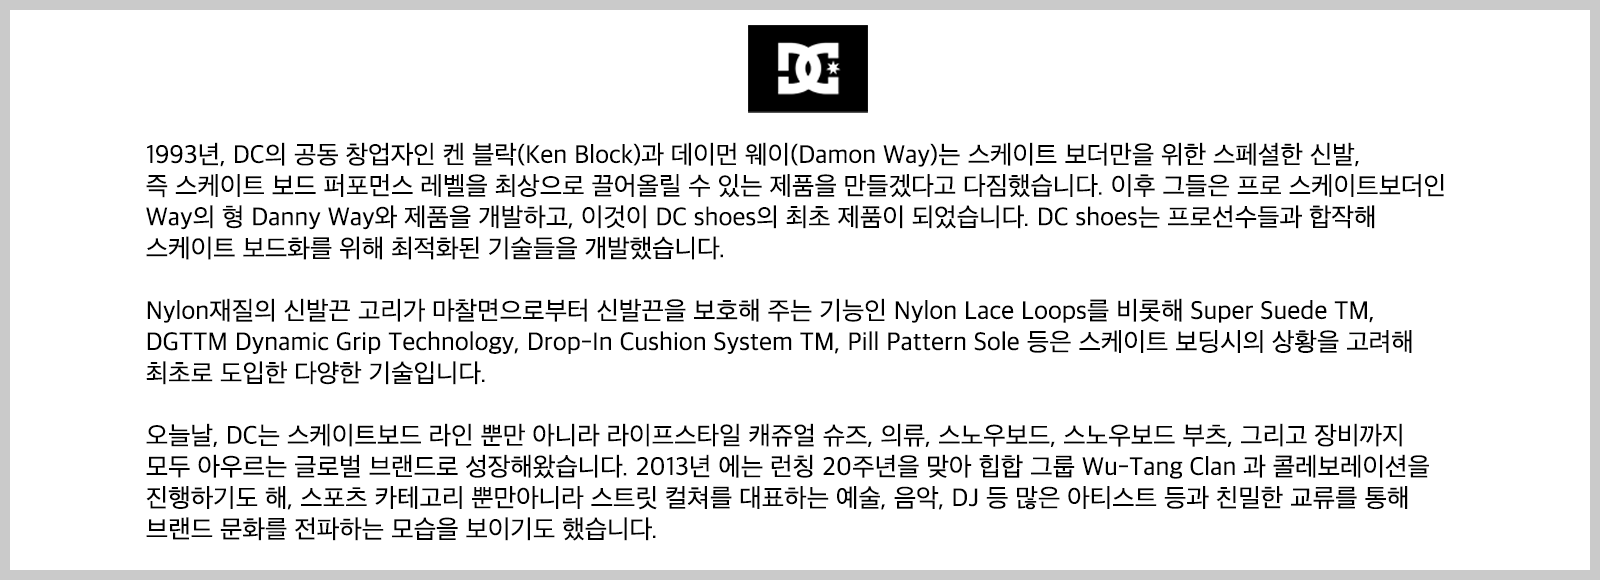 DC
1993년, DC의 공동 창업자인 켄 블락(Ken Block)과 데이먼 웨이(Damon Way)는 스케이트 보더만을 위한 스페셜한 신발,
즉 스케이트 보드 퍼포먼스 레벨을 최상으로 끌어올릴 수 있는 제품을 만들겠다고 다짐했습니다. 이후 그들은 프로 스케이트보더인
Way의 형 Danny Way와 제품을 개발하고, 이것이 DC shoes의 최초 제품이 되었습니다. DC shoes는 프로선수들과 합작해
스케이트 보드화를 위해 최적화된 기술들을 개발했습니다.
Nylon재질의 신발끈 고리가 마찰면으로부터 신발끈을 보호해 주는 기능인 Nylon Lace Loops를 비롯해 Super Suede TM,
DGTTM Dynamic Grip Technology, Drop-In Cushion System TM, Pill Pattern Sole 등은 스케이트 보딩시의 상황을 고려해
최초로 도입한 다양한 기술입니다.
오늘날, DC는 스케이트보드 라인 뿐만 아니라 라이프스타일 캐쥬얼 슈즈, 의류, 스노우보드, 스노우보드 부츠, 그리고 장비까지
모두 아우르는 글로벌 브랜드로 성장해왔습니다. 2013년 에는 런칭 20주년을 맞아 힙합 그룹 Wu-Tang Clan 과 콜레보레이션을
진행하기도 해, 스포츠 카테고리 뿐만아니라 스트릿 컬쳐를 대표하는 예술, 음악, DJ 등 많은 아티스트 등과 친밀한 교류를 통해
브랜드 문화를 전파하는 모습을 보이기도 했습니다.